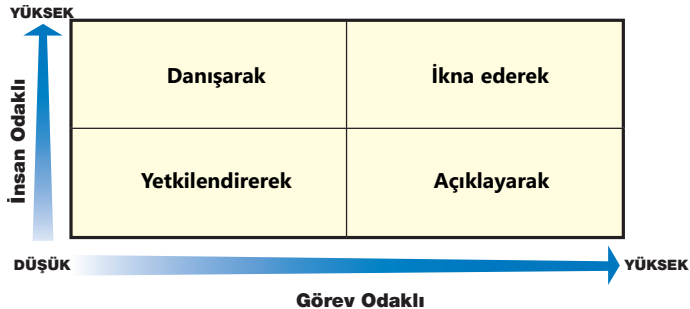 YÜKSEK
Danışarak
İkna ederek
İnsan Odaklı
Yetkilendirerek
Açıklayarak
DÜŞÜK
YÜKSEK
Görev Odaklı